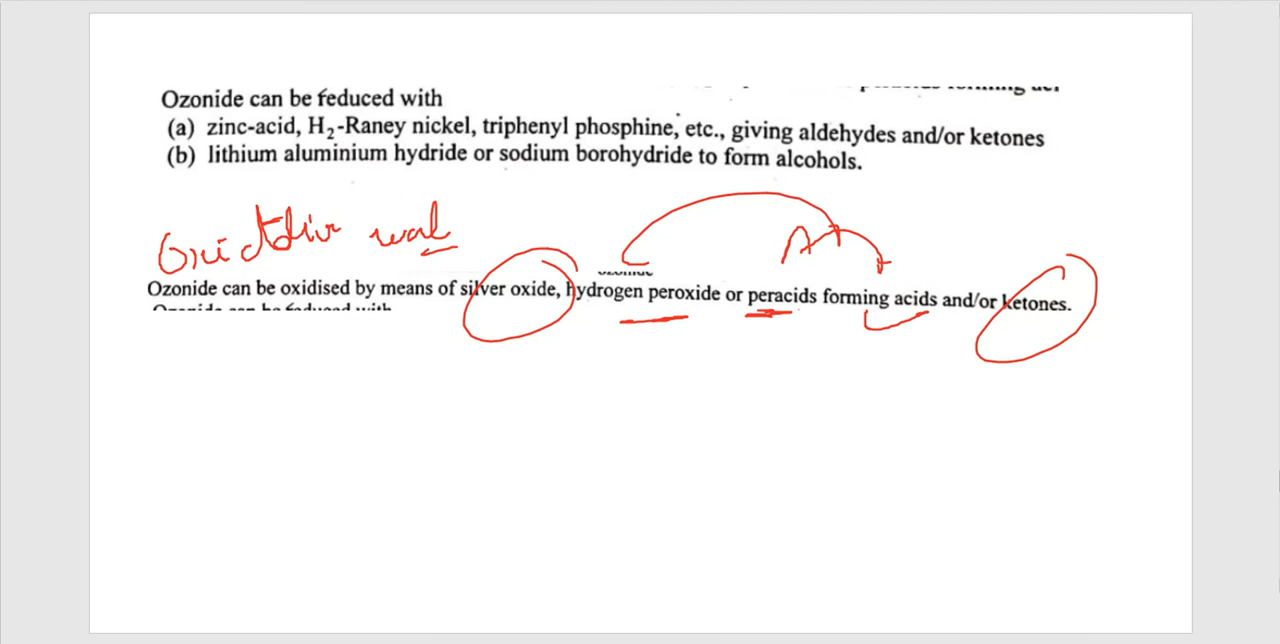 Ozonide can be feduced with
(a) zinc-acid, H₂-Raney nickel, triphenyl phosphine, etc., giving aldehydes and/or ketones
(b) lithium aluminium hydride or sodium borohydride to form alcohols.
Ozonide can be oxidised by means of silver oxide, hydrogen peroxide or peracids forming acids and/or ketones.